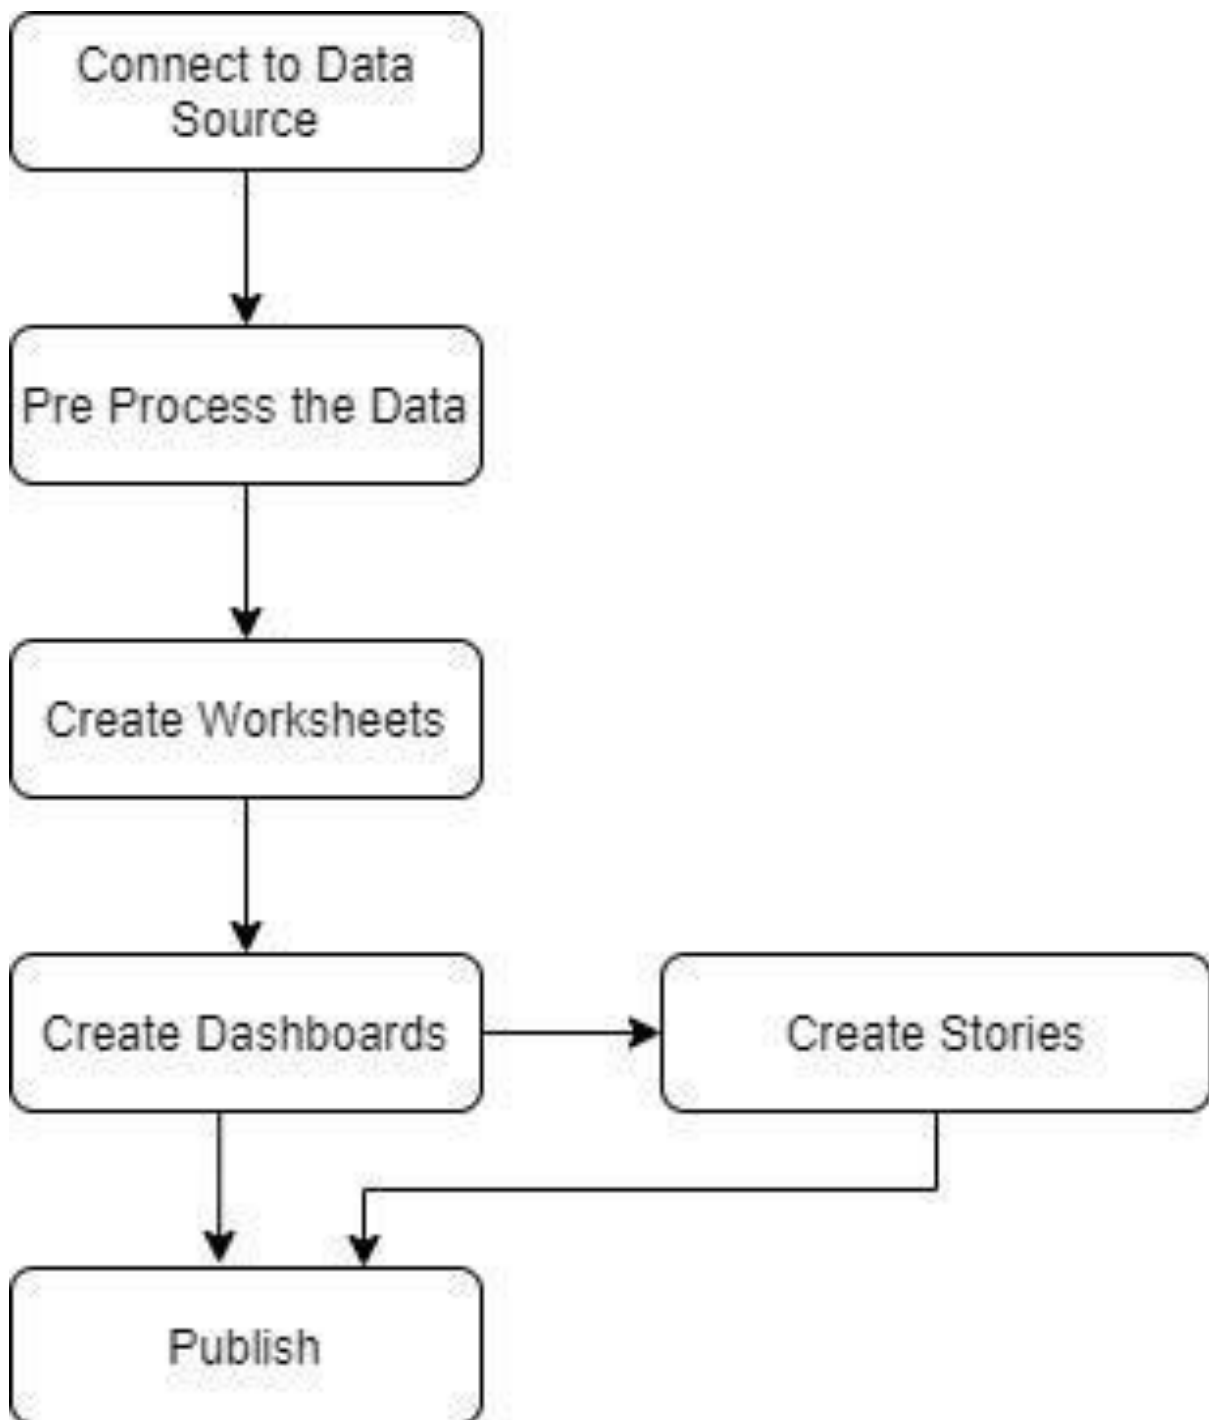 Connect to Data
Source
Pre Process the Data
Create Worksheets
Create Dashboards
Create Stories
Publish